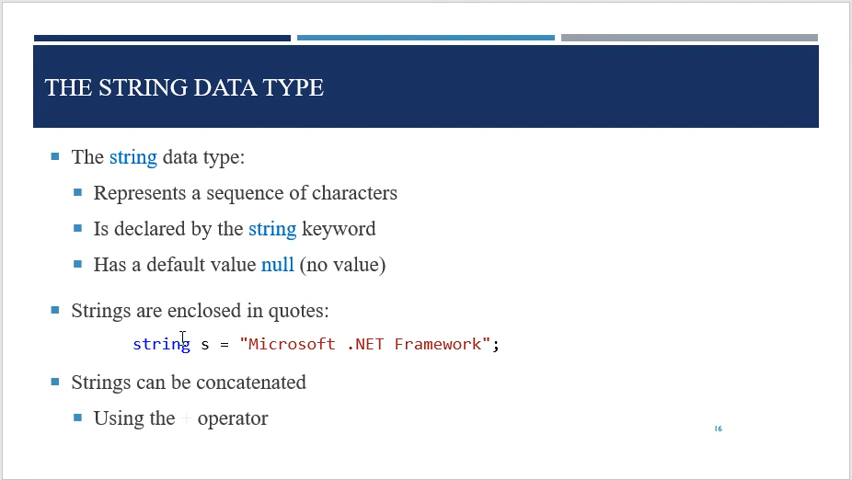 THE STRING DATA TYPE
The string data type:
Represents a sequence of characters
Is declared by the string keyword
Has a default value null (no value)
Strings are enclosed in quotes:
string s = "Microsoft .NET Framework";
Strings can be concatenated
Using the + operator
16